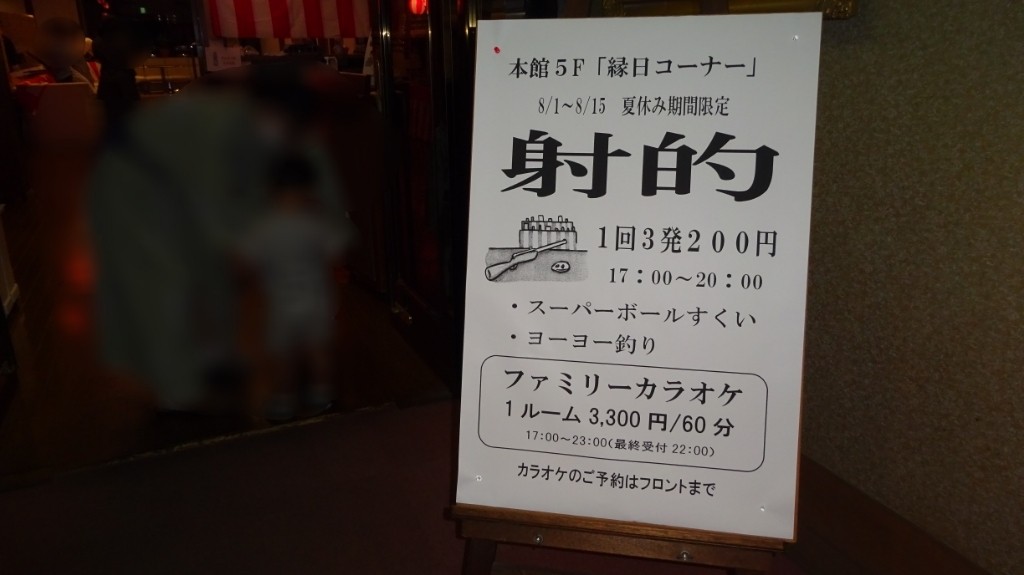 本館5F「縁日コーナー」
8/1~8/15 夏休み期間限定
射的
1回3発200円
17:00~20:00
・スーパーボールすくい
・ヨーヨー釣り
ファミリーカラオケ
1ルーム 3,300円/60分
17:00~23:00(最終受付 22:00)
カラオケのご予約はフロントまで